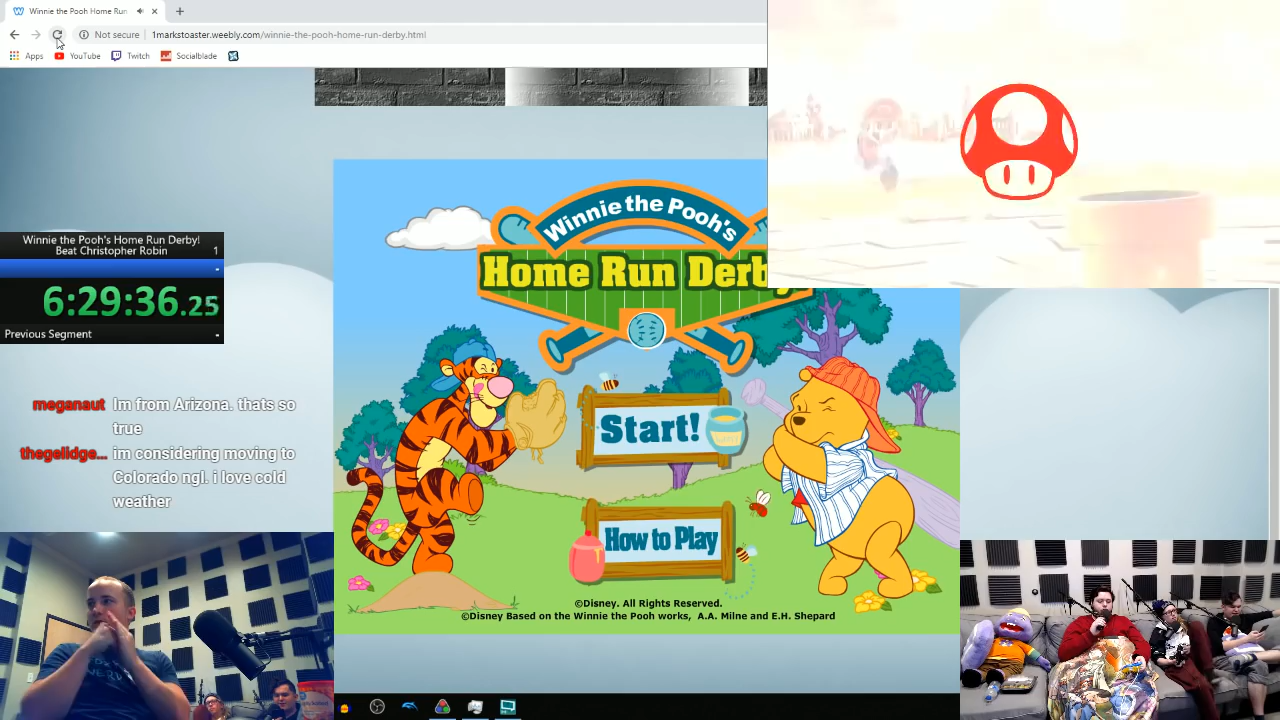 Winnie the Pooh Home Run
Not secure
1markstoaster.weebly.com/winnie-the-pooh-home-run-derby.html
Apps YouTube Twitch Socialblade
Winnie the Pooh's
Home Run Derby
Winnie the Pooh's Home Run Derby!
Beat Christopher Robin 1
-
6:29:36.25
Previous Segment -
meganaut Im from Arizona. thats so
true
thegelidge... im considering moving to
Colorado ngl. i love cold
weather
Start!
How to Play
©Disney. All Rights Reserved.
©Disney Based on the Winnie the Pooh works, A.A. Milne and E.H. Shepard